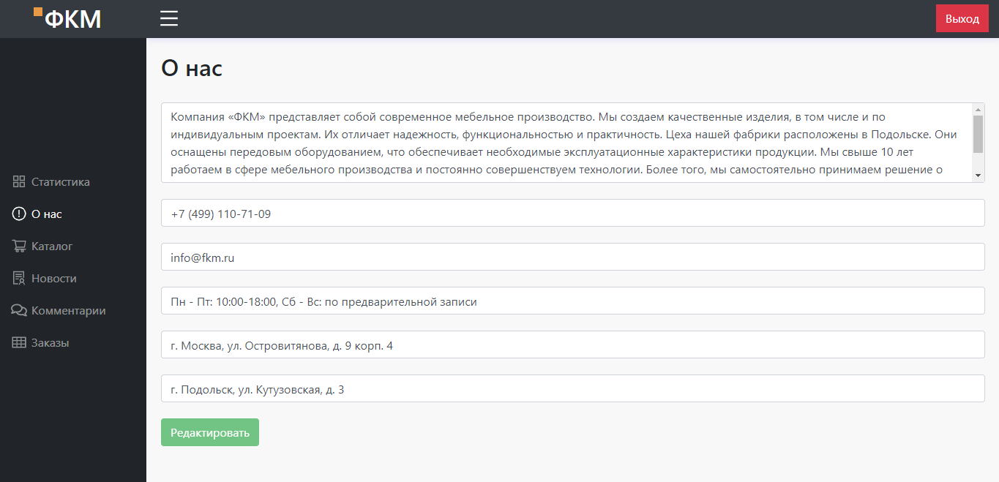 ФКМ
Выход
О нас
Компания «ФКМ» представляет собой современное мебельное производство. Мы создаем качественные изделия, в том числе и по
индивидуальным проектам. Их отличает надежность, функциональностью и практичность. Цеха нашей фабрики расположены в Подольске. Они
оснащены передовым оборудованием, что обеспечивает необходимые эксплуатационные характеристики продукции. Мы свыше 10 лет
работаем в сфере мебельного производства и постоянно совершенствуем технологии. Более того, мы самостоятельно принимаем решение о
+7 (499) 110-71-09
info@fkm.ru
Пн - Пт: 10:00-18:00, Сб - Вс: по предварительной записи
г. Москва, ул. Островитянова, д. 9 корп. 4
г. Подольск, ул. Кутузовская, д. 3
Редактировать
Статистика
О нас
Каталог
Новости
Комментарии
Заказы